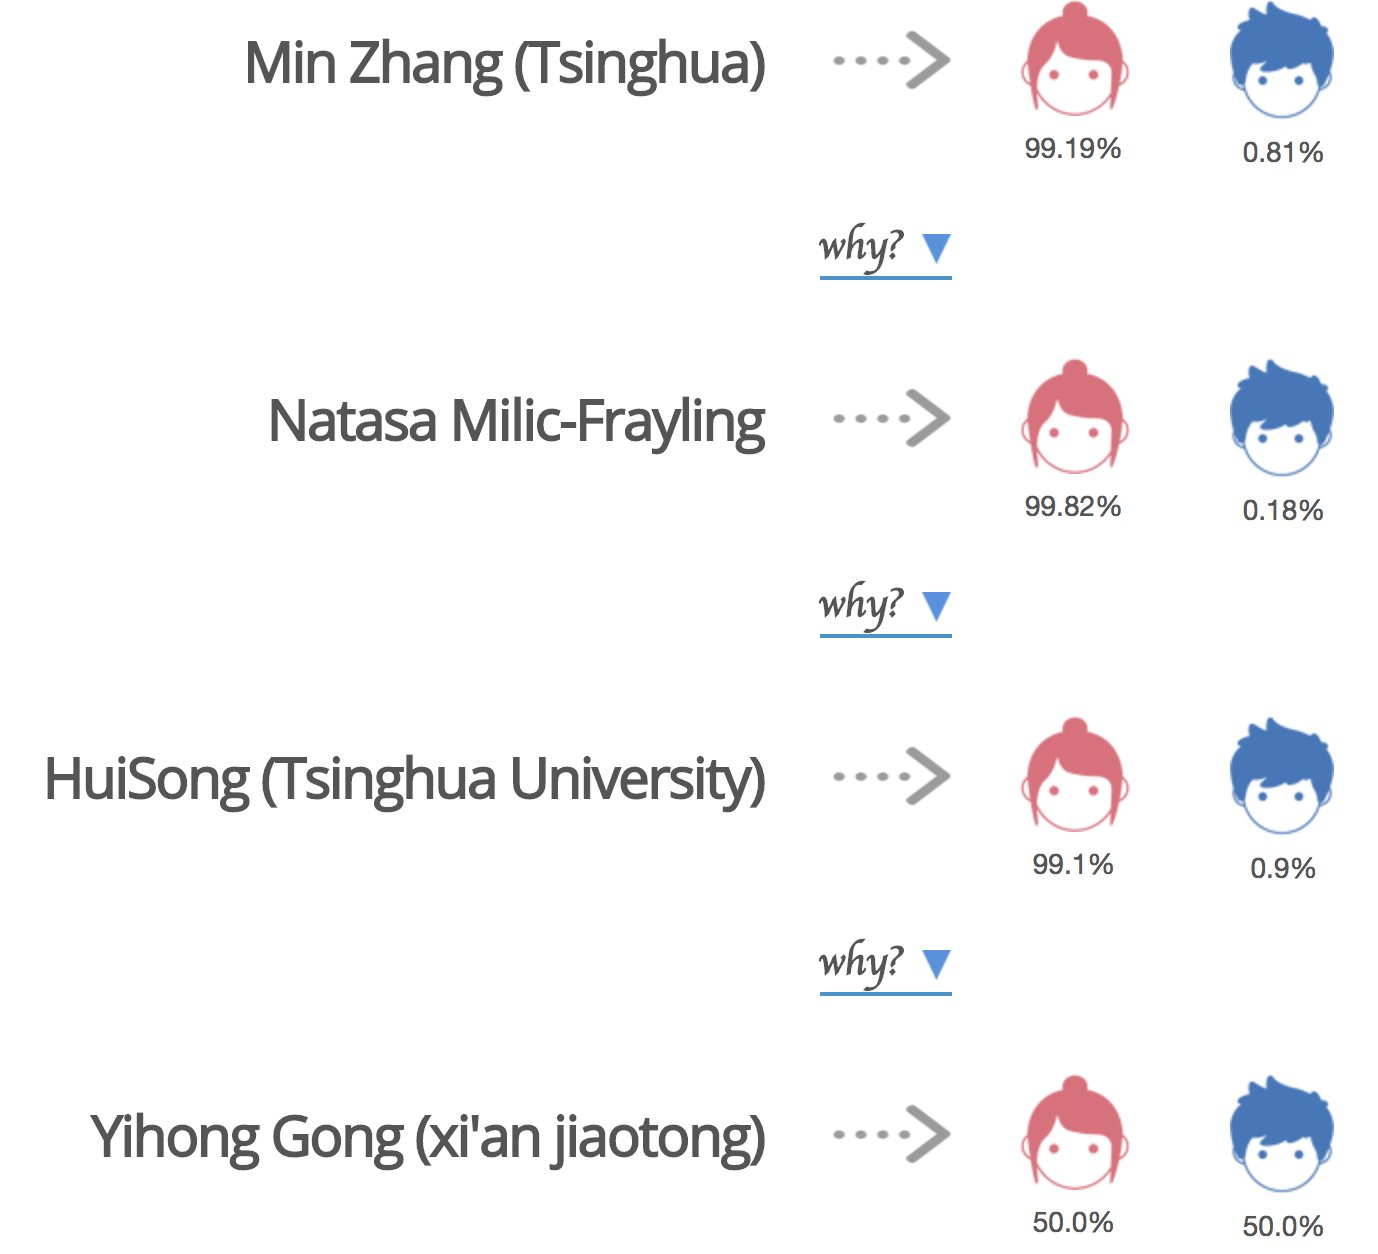 Min Zhang (Tsinghua)
99.19% 0.81%
why? ▼
Natasa Milic-Frayling
99.82% 0.18%
why? ▼
HuiSong (Tsinghua University)
99.1% 0.9%
why? ▼
Yihong Gong (xi'an jiaotong)
50.0% 50.0%